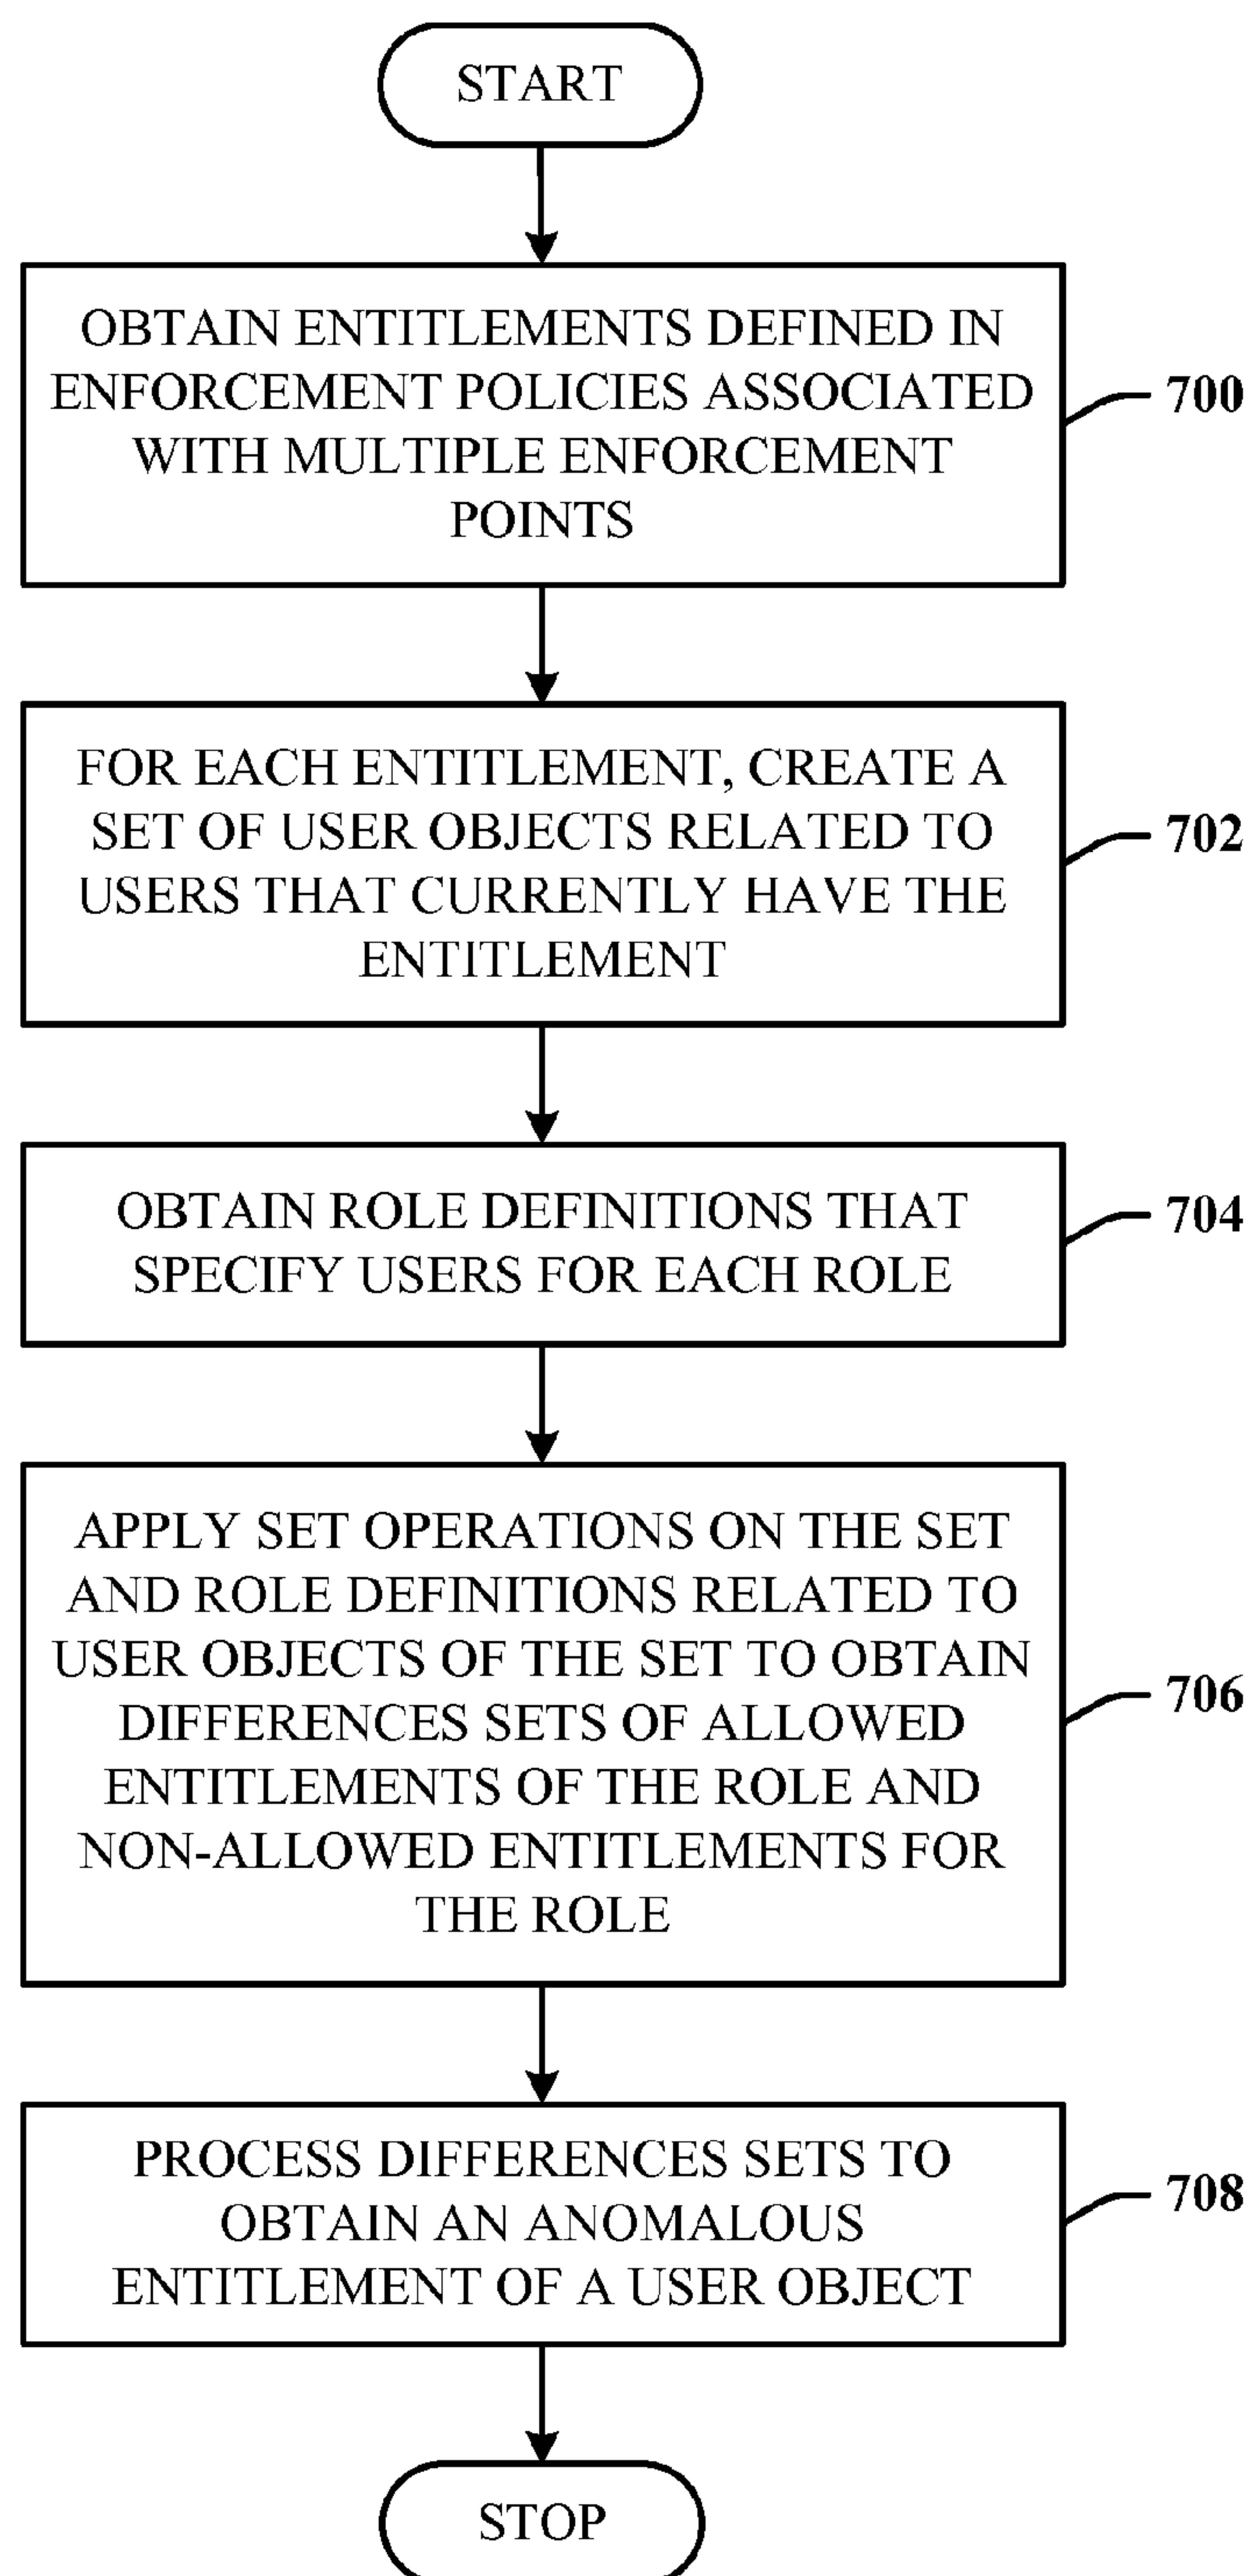 START
OBTAIN ENTITLEMENTS DEFINED IN
ENFORCEMENT POLICIES ASSOCIATED
WITH MULTIPLE ENFORCEMENT
POINTS
700
FOR EACH ENTITLEMENT, CREATE A
SET OF USER OBJECTS RELATED TO
USERS THAT CURRENTLY HAVE THE
ENTITLEMENT
702
OBTAIN ROLE DEFINITIONS THAT
SPECIFY USERS FOR EACH ROLE
704
APPLY SET OPERATIONS ON THE SET
AND ROLE DEFINITIONS RELATED TO
USER OBJECTS OF THE SET TO OBTAIN
DIFFERENCES SETS OF ALLOWED
ENTITLEMENTS OF THE ROLE AND
NON-ALLOWED ENTITLEMENTS FOR
THE ROLE
706
PROCESS DIFFERENCES SETS TO
OBTAIN AN ANOMALOUS
ENTITLEMENT OF A USER OBJECT
708
STOP